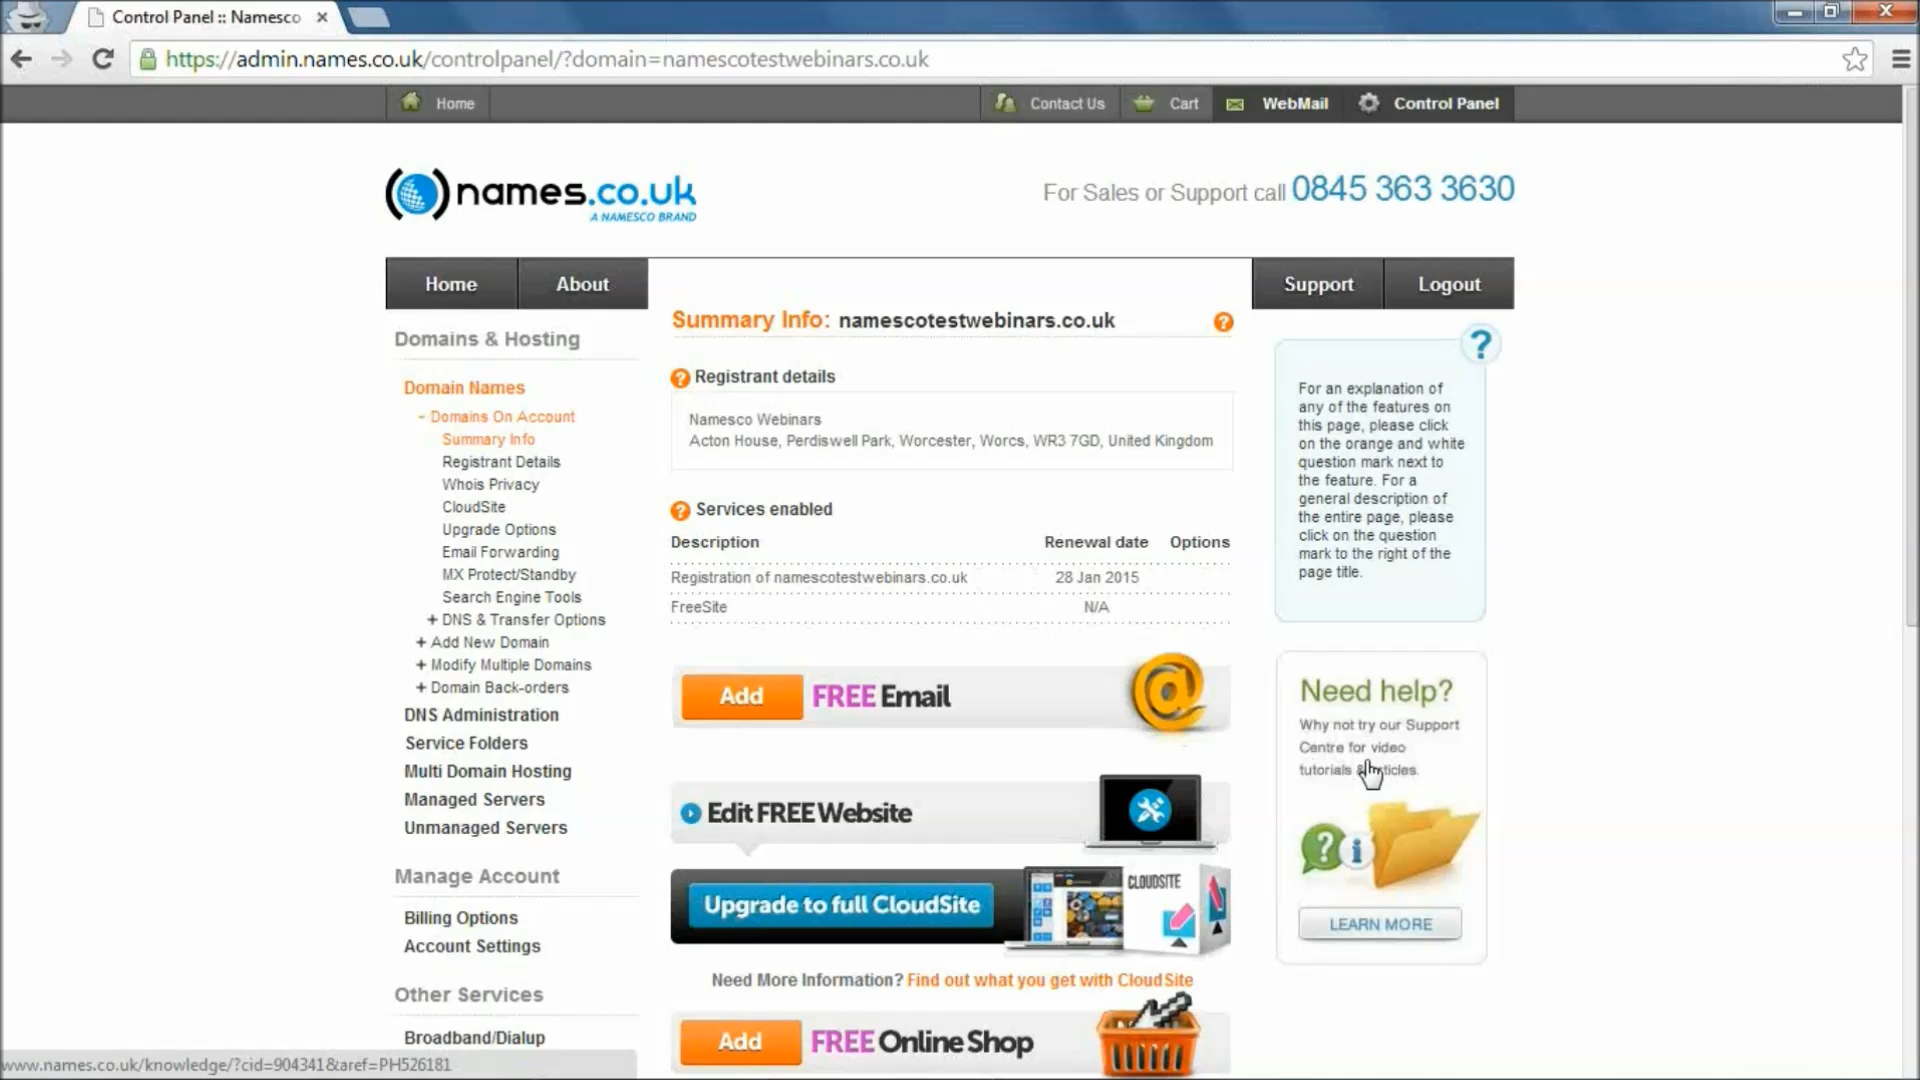 Control Panel :: Namesco
https://admin.names.co.uk/controlpanel/?domain=namescotestwebinars.co.uk
Home
Contact Us
Cart
WebMail
Control Panel
names.co.uk
A NAMESCO BRAND
For Sales or Support call 0845 363 3630
Home
About
Support
Logout
Domains & Hosting
Domain Names
- Domains On Account
Summary Info
Registrant Details
Whois Privacy
CloudSite
Upgrade Options
Email Forwarding
MX Protect/Standby
Search Engine Tools
+ DNS & Transfer Options
+ Add New Domain
+ Modify Multiple Domains
+ Domain Back-orders
DNS Administration
Service Folders
Multi Domain Hosting
Managed Servers
Unmanaged Servers
Manage Account
Billing Options
Account Settings
Other Services
Broadband/Dialup
Summary Info: namescotestwebinars.co.uk
?
? Registrant details
Namesco Webinars
Acton House, Perdiswell Park, Worcester, Worcs, WR3 7GD, United Kingdom
? Services enabled
Description Renewal date Options
Registration of namescotestwebinars.co.uk 28 Jan 2015
FreeSite N/A
Add FREE Email
@
Edit FREE Website
Upgrade to full CloudSite
CLOUDSITE
Need More Information? Find out what you get with CloudSite
Add FREE Online Shop
?
For an explanation of
any of the features on
this page, please click
on the orange and white
question mark next to
the feature. For a
general description of
the entire page, please
click on the question
mark to the right of the
page title.
Need help?
Why not try our Support
Centre for video
tutorials
? i
LEARN MORE
www.names.co.uk/knowledge/?cid=904341&aref=PH526181